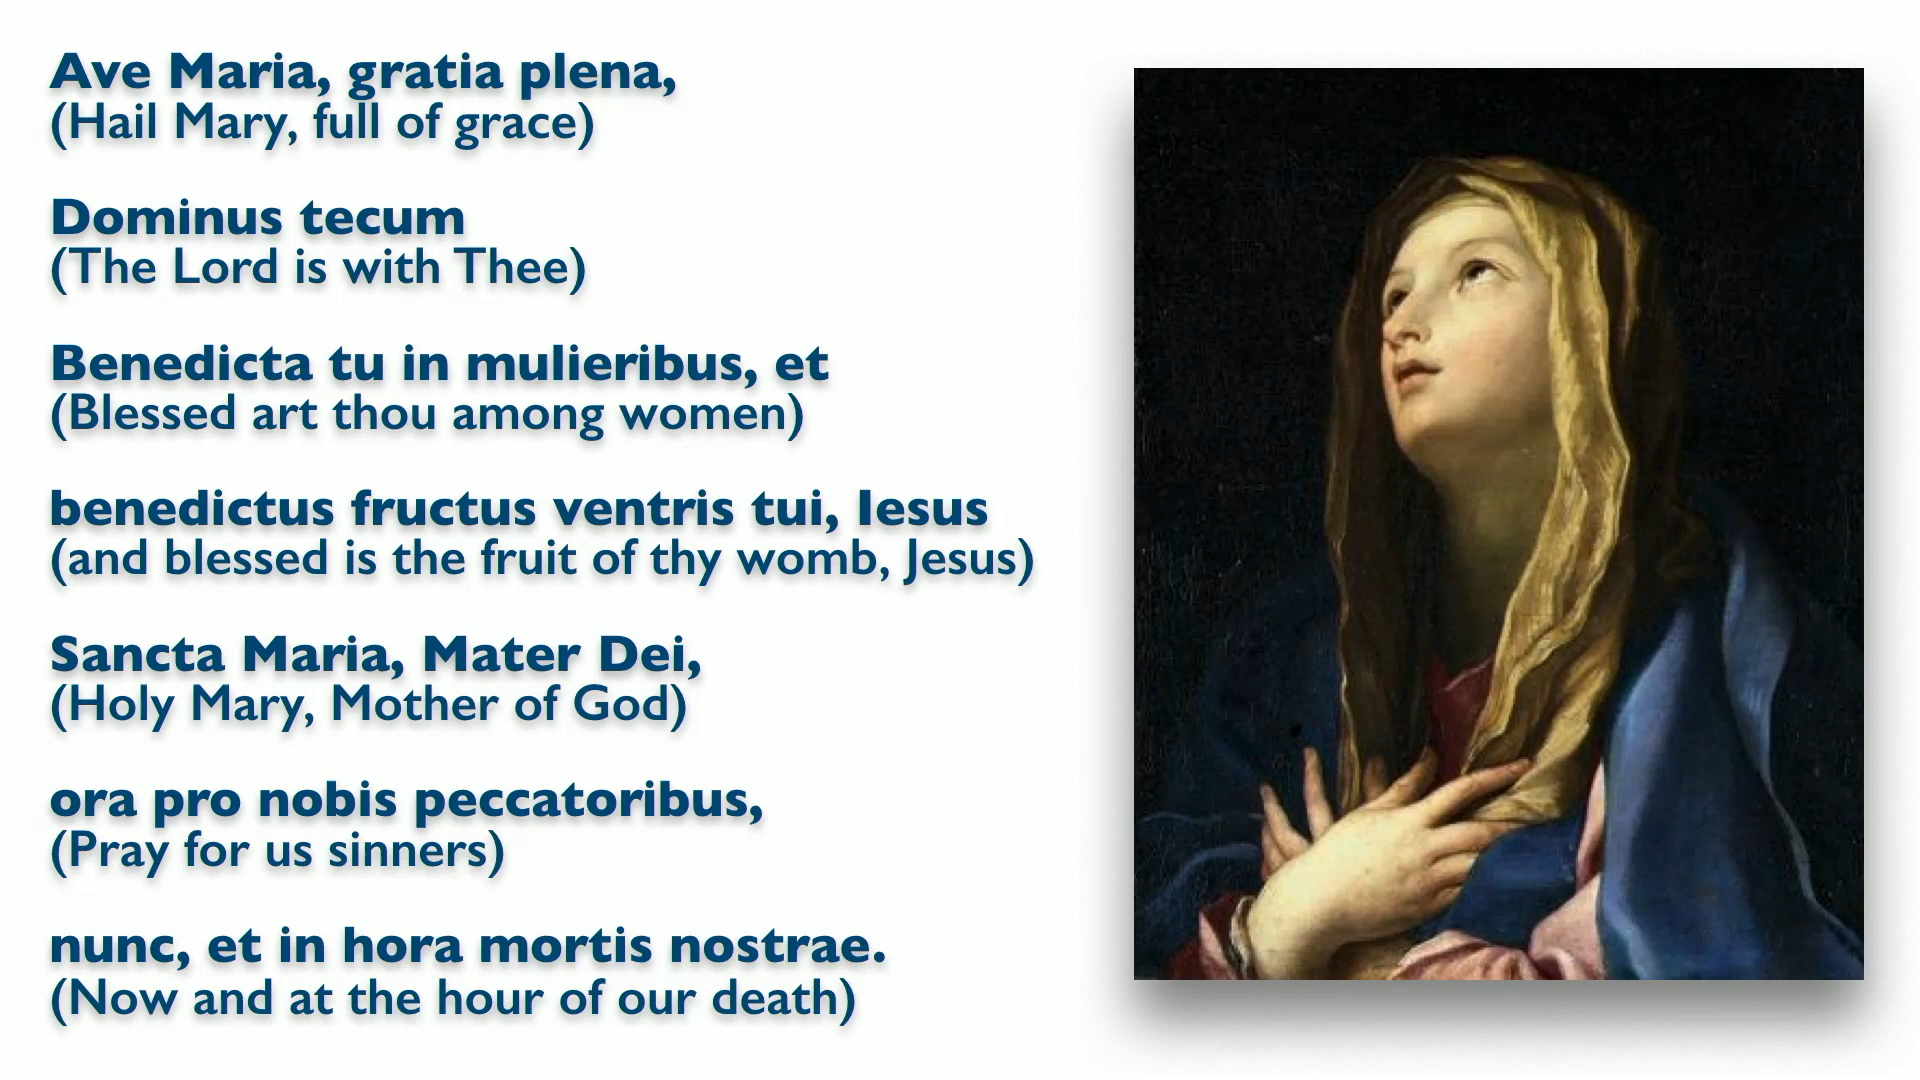 Ave Maria, gratia plena,
(Hail Mary, full of grace)
Dominus tecum
(The Lord is with Thee)
Benedicta tu in mulieribus, et
(Blessed art thou among women)
benedictus fructus ventris tui, Iesus
(and blessed is the fruit of thy womb, Jesus)
Sancta Maria, Mater Dei,
(Holy Mary, Mother of God)
ora pro nobis peccatoribus,
(Pray for us sinners)
nunc, et in hora mortis nostrae.
(Now and at the hour of our death)